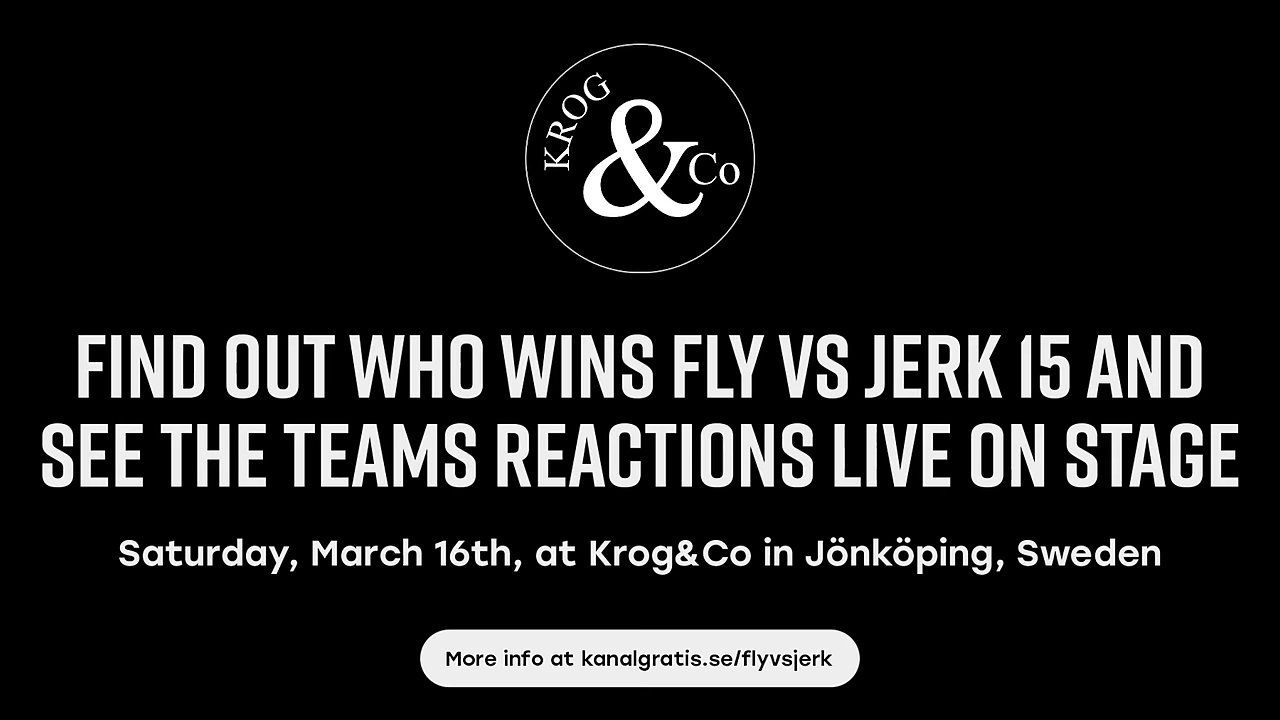 KROG
&
Co
FIND OUT WHO WINS FLY VS JERK 15 AND
SEE THE TEAMS REACTIONS LIVE ON STAGE
Saturday, March 16th, at Krog&Co in Jönköping, Sweden
More info at kanalgratis.se/flyvsjerk